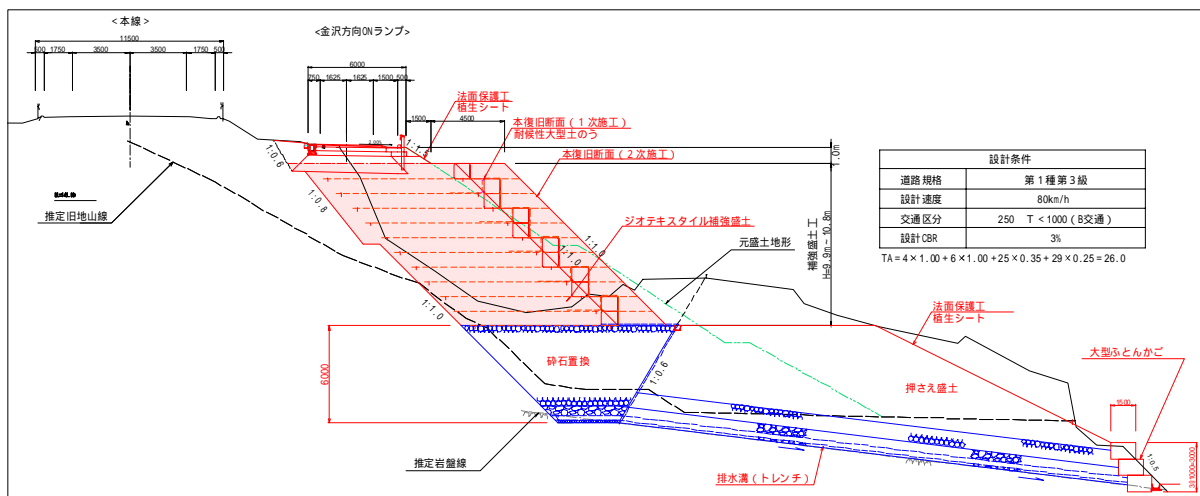 <本線>
11500
500 1750 3500 3500 1750 500
<金沢方向ONランプ>
6000
750 1625 1625 1500 500
法面保護工
植生シート
1500 4500
本復旧断面(1次施工)
耐候性大型土のう
本復旧断面(2次施工)
1.0m
1:0.6
1:0.8
推定旧地山線
ジオテキスタイル補強盛土
元盛土地形
1:1.0
1:1.0
補強盛土工
H=9.9m~10.8m
設計条件
道路規格 第1種第3級
設計速度 80km/h
交通区分 250 T<1000(B交通)
設計CBR 3%
TA=4×1.00+6×1.00+25×0.35+29×0.25=26.0
1:1.0
法面保護工
植生シート
大型ふとんかご
6000
砕石置換
1:0.6
押さえ盛土
1500
推定岩盤線
排水溝(トレンチ)
1:0.5